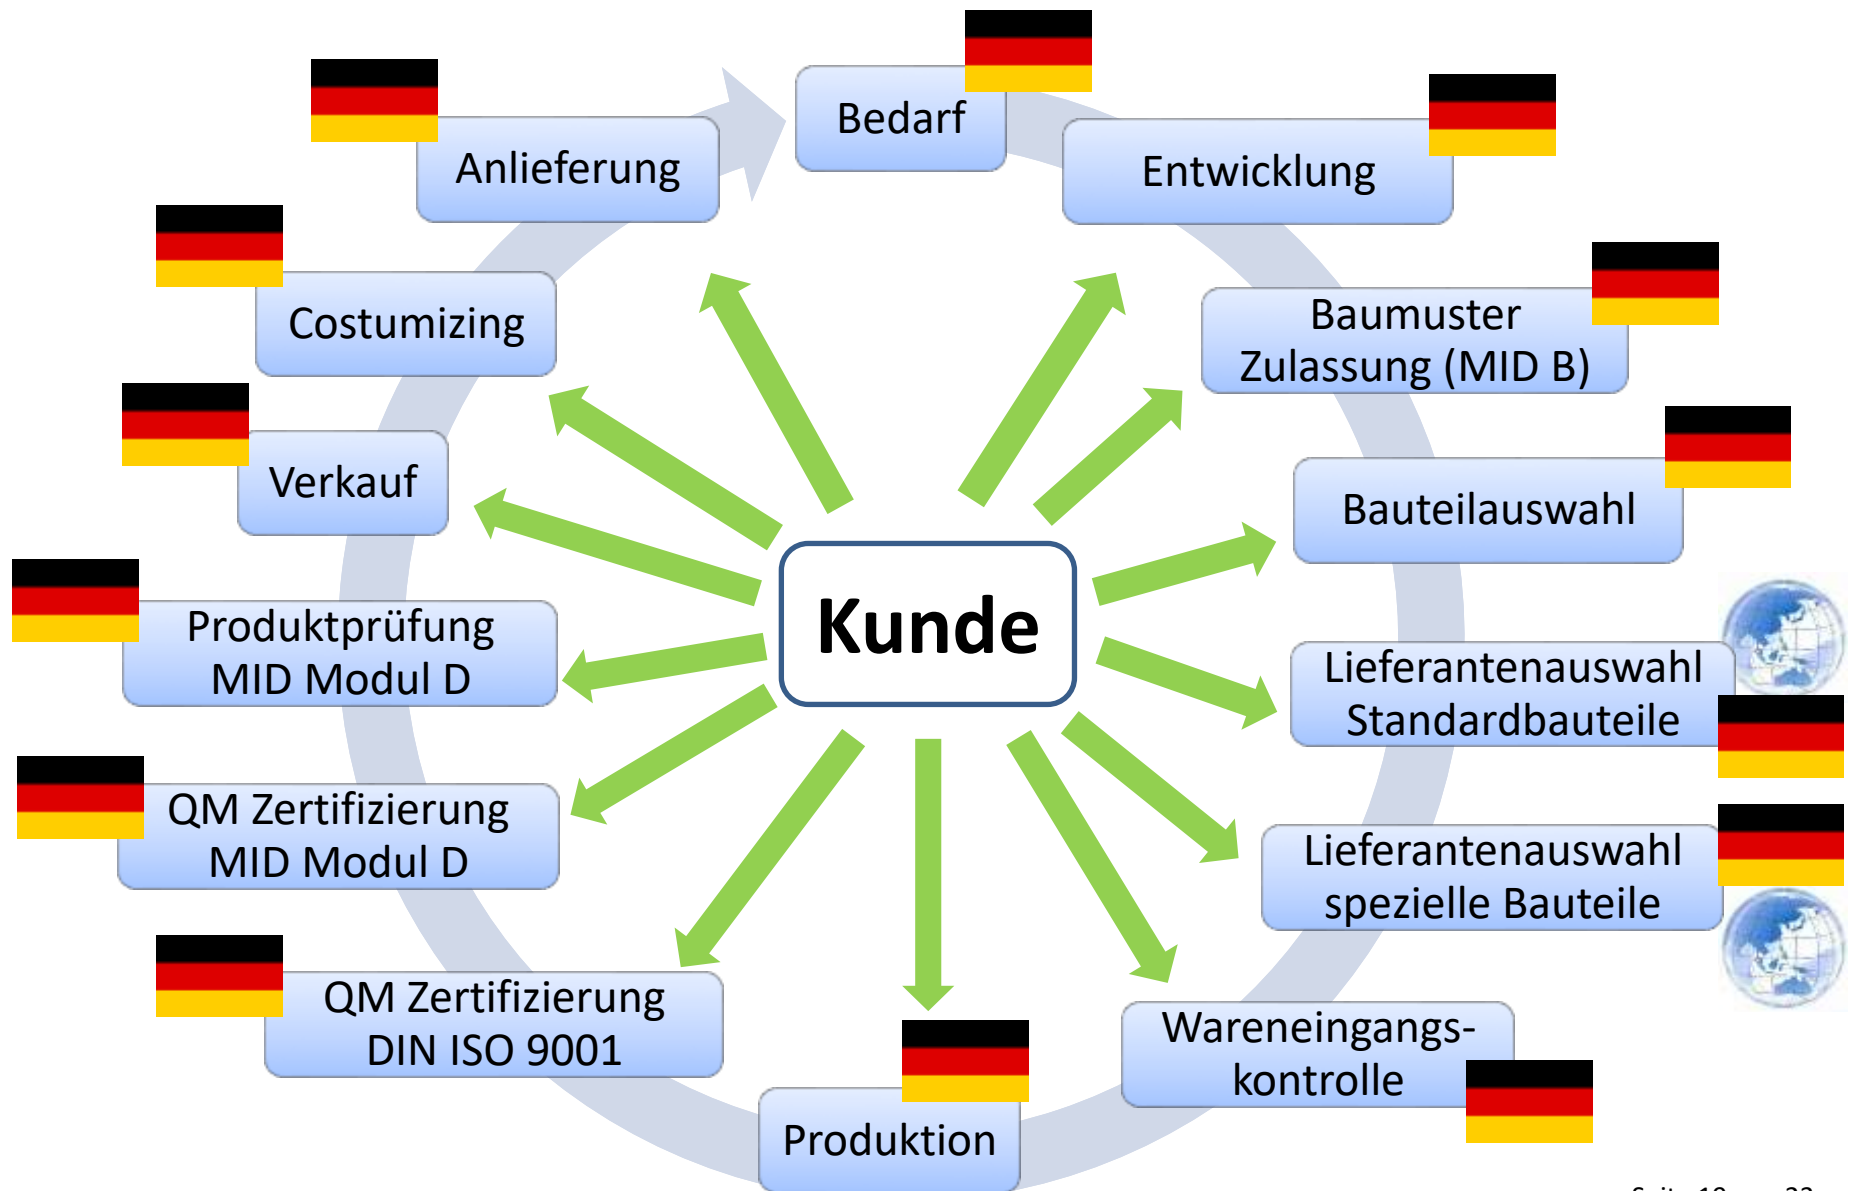 Bedarf
Entwicklung
Baumuster
Zulassung (MID B)
Bauteilauswahl
Lieferantenauswahl
Standardbauteile
Lieferantenauswahl
spezielle Bauteile
Wareneingangs-
kontrolle
Produktion
QM Zertifizierung
DIN ISO 9001
QM Zertifizierung
MID Modul D
Produktprüfung
MID Modul D
Verkauf
Costumizing
Anlieferung
Kunde